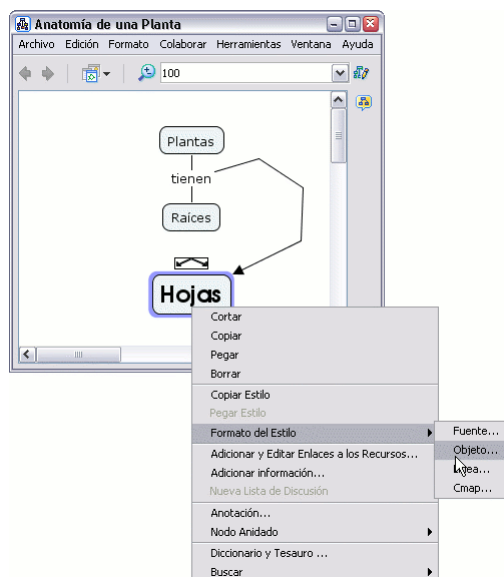 Anatomía de una Planta
Archivo Edición Formato Colaborar Herramientas Ventana Ayuda
100
Plantas
tienen
Raíces
Hojas
Cortar
Copiar
Pegar
Borrar
Copiar Estilo
Pegar Estilo
Formato del Estilo
Fuente...
Objeto...
Línea...
Cmap...
Adicionar y Editar Enlaces a los Recursos...
Adicionar información...
Nueva Lista de Discusión
Anotación...
Nodo Anidado
Diccionario y Tesauro ...
Buscar